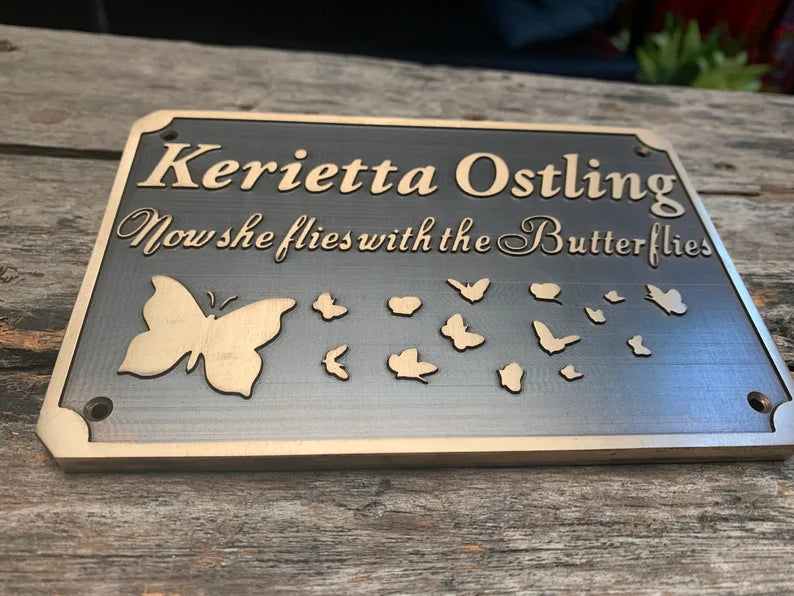 Kerietta Ostling
Now she flies with the Butterflies